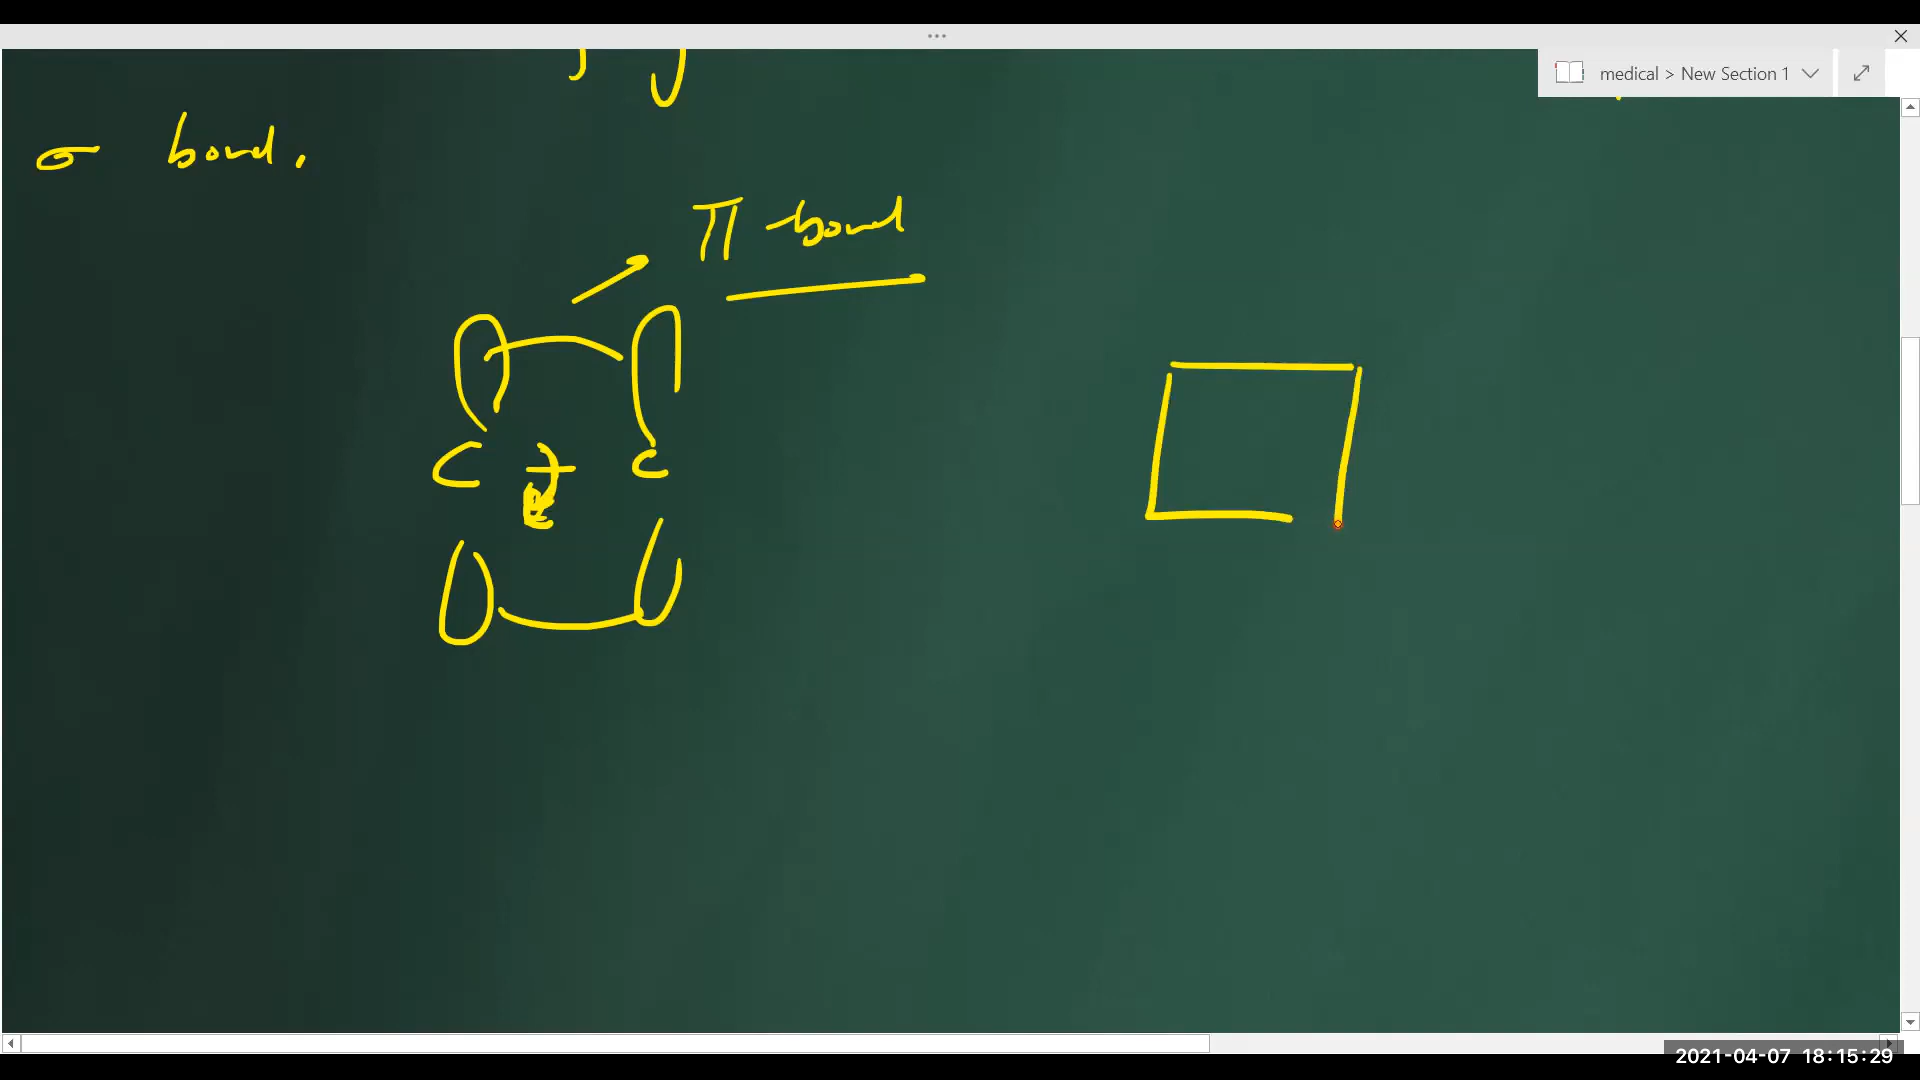 medical > New Section 1
σ bond.
π -bond
C C
2021-04-07 18:15:29